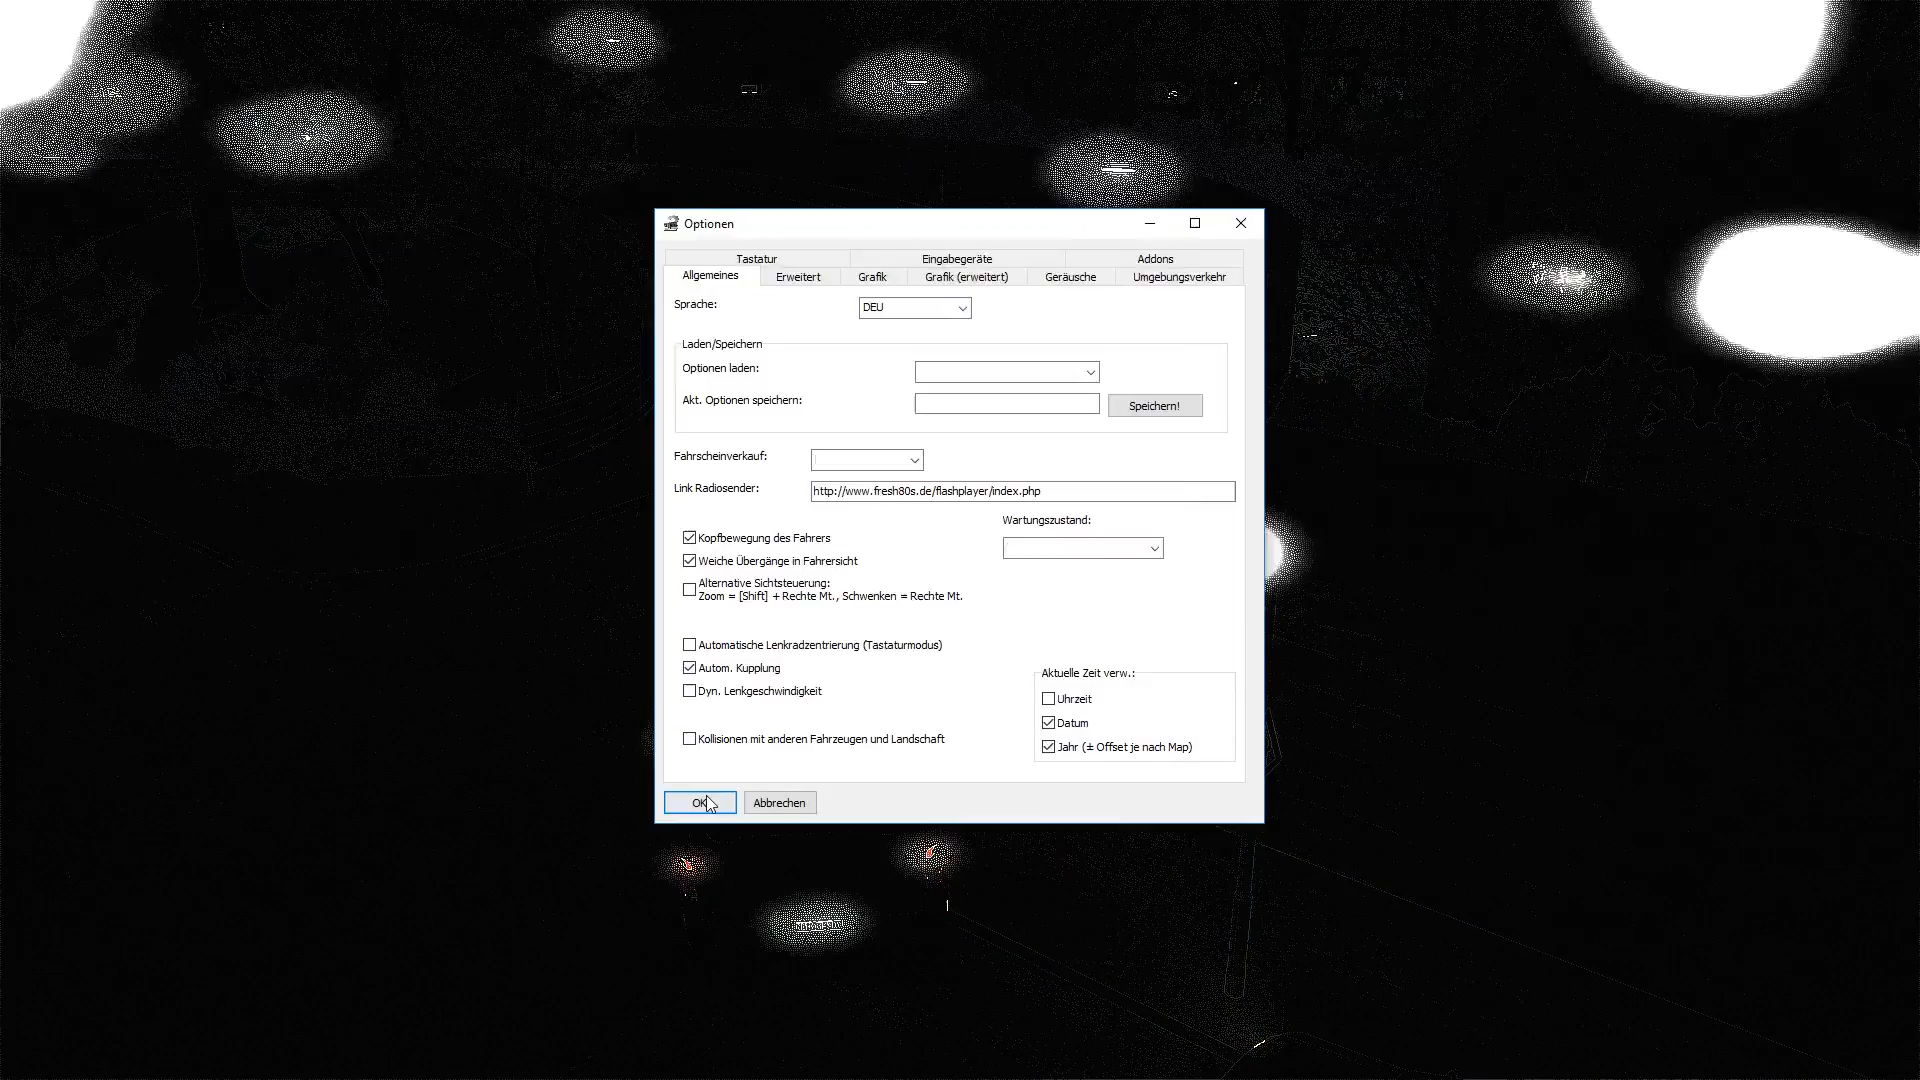 Optionen
Tastatur Eingabegeräte Addons
Allgemeines Erweitert Grafik Grafik (erweitert) Geräusche Umgebungsverkehr
Sprache: DEU
Laden/Speichern
Optionen laden:
Akt. Optionen speichern: Speichern!
Fahrscheinverkauf:
Link Radiosender: http://www.fresh80s.de/flashplayer/index.php
Wartungszustand:
Kopfbewegung des Fahrers
Weiche Übergänge in Fahrersicht
Alternative Sichtsteuerung:
Zoom = [Shift] + Rechte Mt., Schwenken = Rechte Mt.
Automatische Lenkradzentrierung (Tastaturmodus)
Autom. Kupplung
Dyn. Lenkgeschwindigkeit
Aktuelle Zeit verw.:
Uhrzeit
Datum
Jahr (± Offset je nach Map)
Kollisionen mit anderen Fahrzeugen und Landschaft
OK Abbrechen